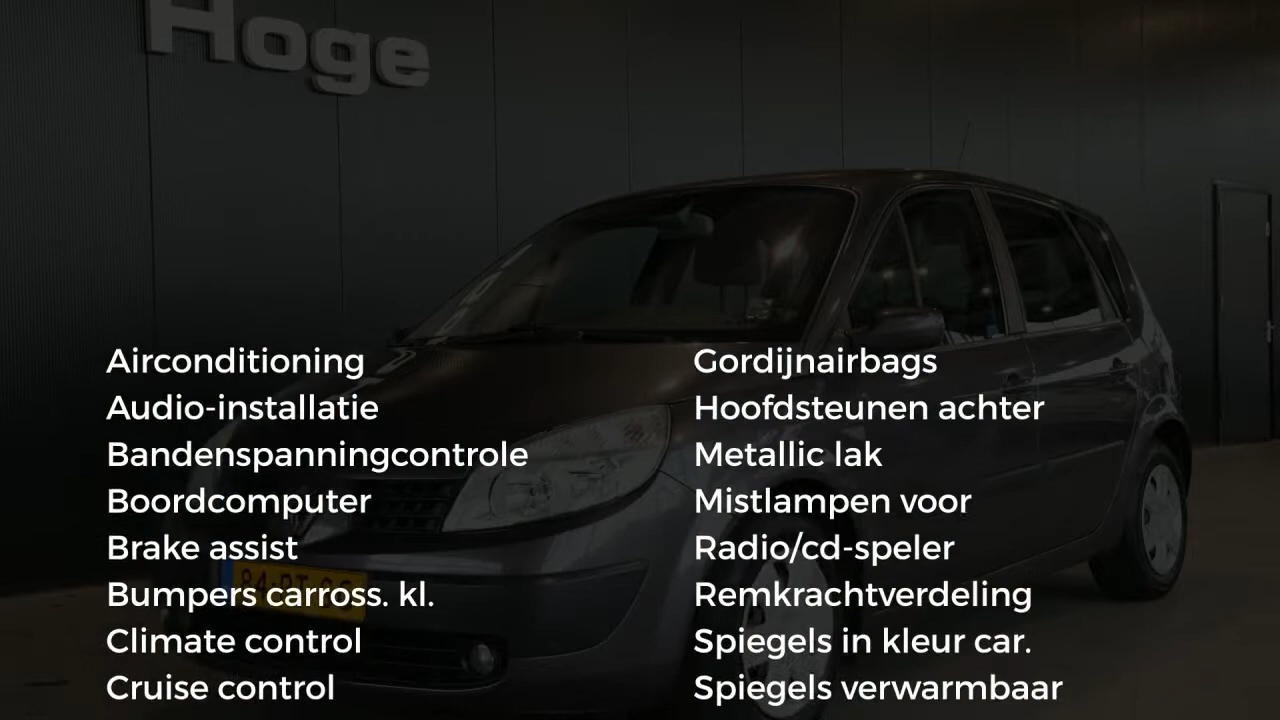 Hoge
Airconditioning
Audio-installatie
Bandenspanningcontrole
Boordcomputer
Brake assist
Bumpers carross. kl.
Climate control
Cruise control
Gordijnairbags
Hoofdsteunen achter
Metallic lak
Mistlampen voor
Radio/cd-speler
Remkrachtverdeling
Spiegels in kleur car.
Spiegels verwarmbaar